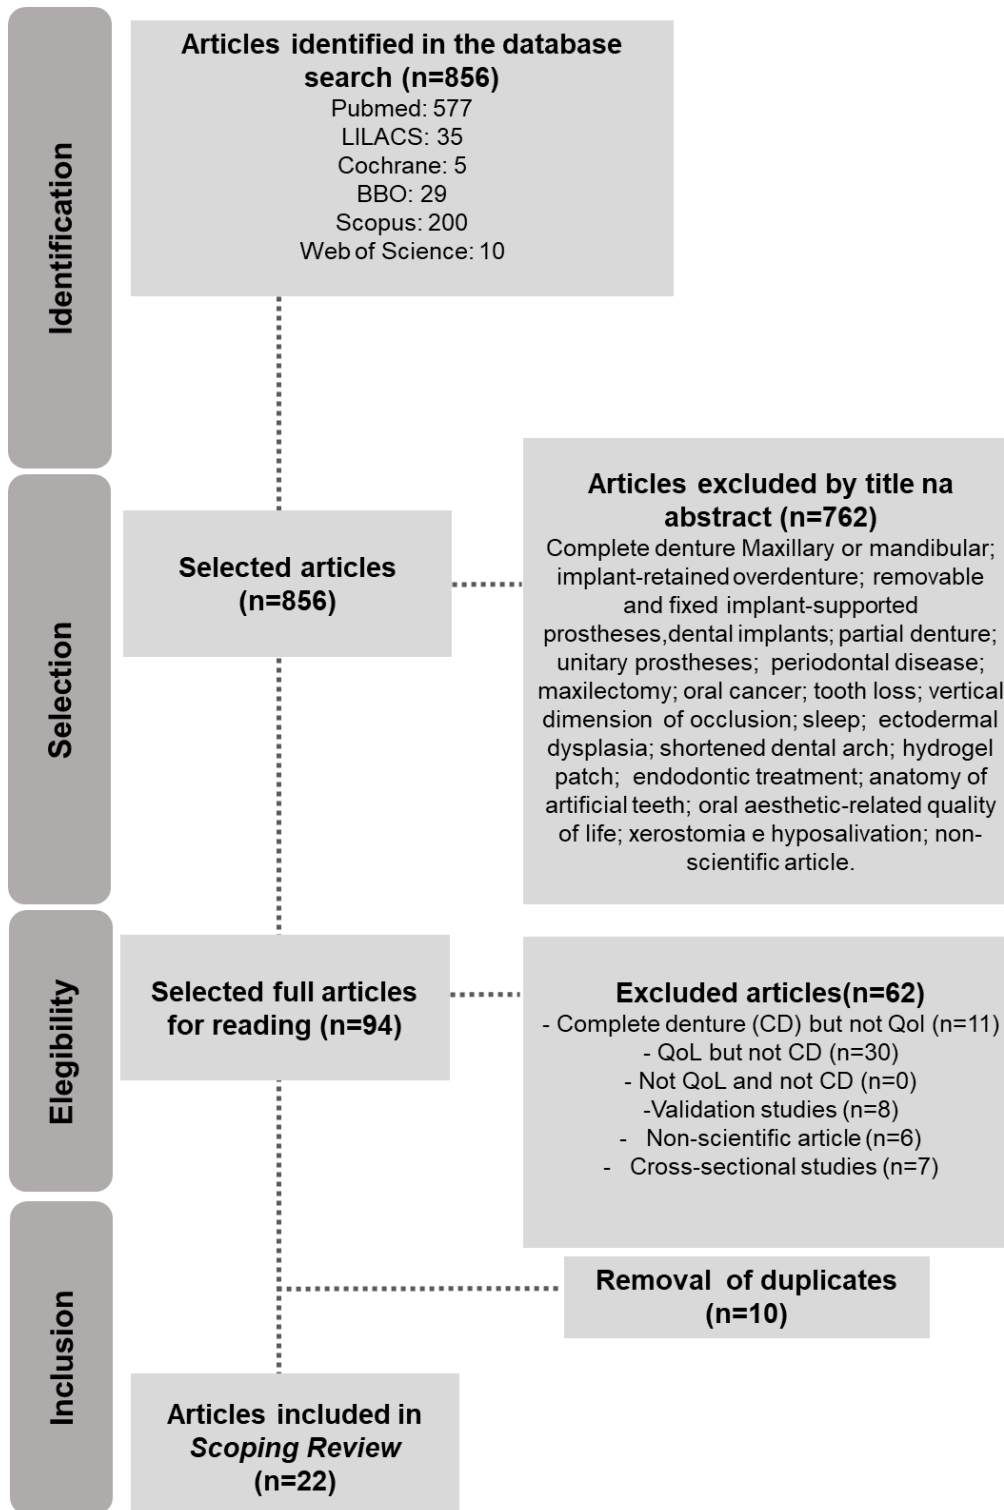 Identification
Articles identified in the database
search (n=856)
Pubmed: 577
LILACS: 35
Cochrane: 5
BBO: 29
Scopus: 200
Web of Science: 10
Selection
Selected articles
(n=856)
Articles excluded by title na
abstract (n=762)
Complete denture Maxillary or mandibular;
implant-retained overdenture; removable
and fixed implant-supported
prostheses,dental implants; partial denture;
unitary prostheses; periodontal disease;
maxilectomy; oral cancer; tooth loss; vertical
dimension of occlusion; sleep; ectodermal
dysplasia; shortened dental arch; hydrogel
patch; endodontic treatment; anatomy of
artificial teeth; oral aesthetic-related quality
of life; xerostomia e hyposalivation; non-
scientific article.
Elegibility
Selected full articles
for reading (n=94)
Excluded articles(n=62)
- Complete denture (CD) but not Qol (n=11)
- QoL but not CD (n=30)
- Not QoL and not CD (n=0)
-Validation studies (n=8)
- Non-scientific article (n=6)
- Cross-sectional studies (n=7)
Inclusion
Removal of duplicates
(n=10)
Articles included in
Scoping Review
(n=22)